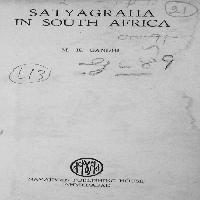 SATYAGRAHA
IN SOUTH AFRICA
M. K. GANDHI
NAVAJIVAN PUBLISHING HOUSE
AHMEDABAD